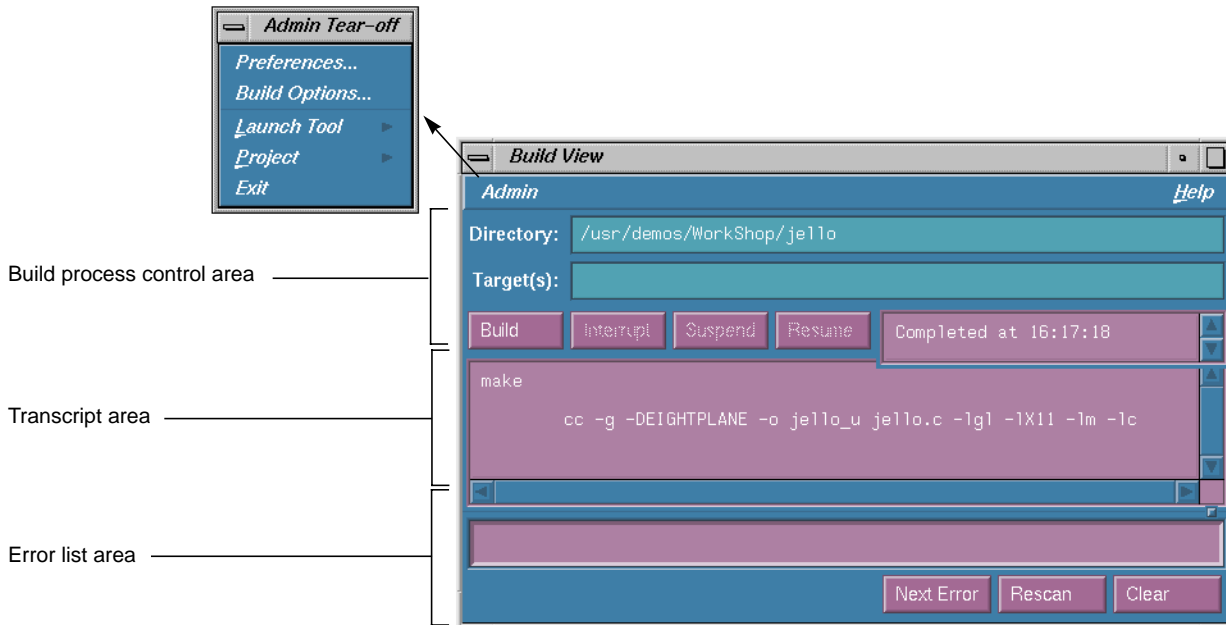 Admin Tear-off
Preferences...
Build Options...
Launch Tool
Project
Exit
Build View
Admin Help
Directory: /usr/demos/WorkShop/jello
Build process control area
Target(s):
Build Interrupt Suspend Resume Completed at 16:17:18
make
Transcript area
cc -g -DEIGHTPLANE -o jello_u jello.c -lgl -lX11 -lm -lc
Error list area
Next Error Rescan Clear